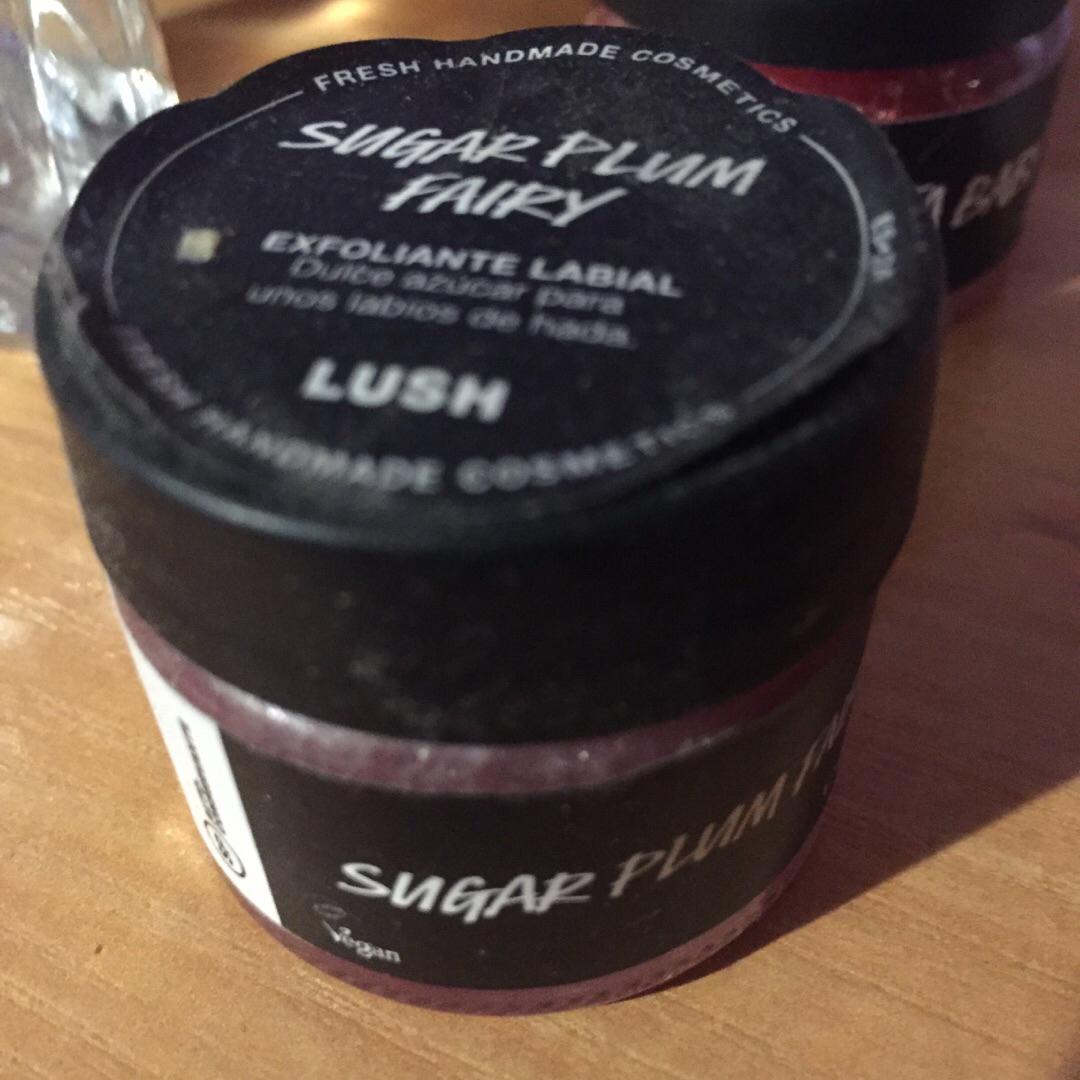 FRESH HANDMADE COSMETICS
SUGAR PLUM
FAIRY
EXFOLIANTE LABIAL
Dulce azúcar para
unos labios de hada.
LUSH
FRESH HANDMADE COSMETICS
SUGAR PLUM
Vegan